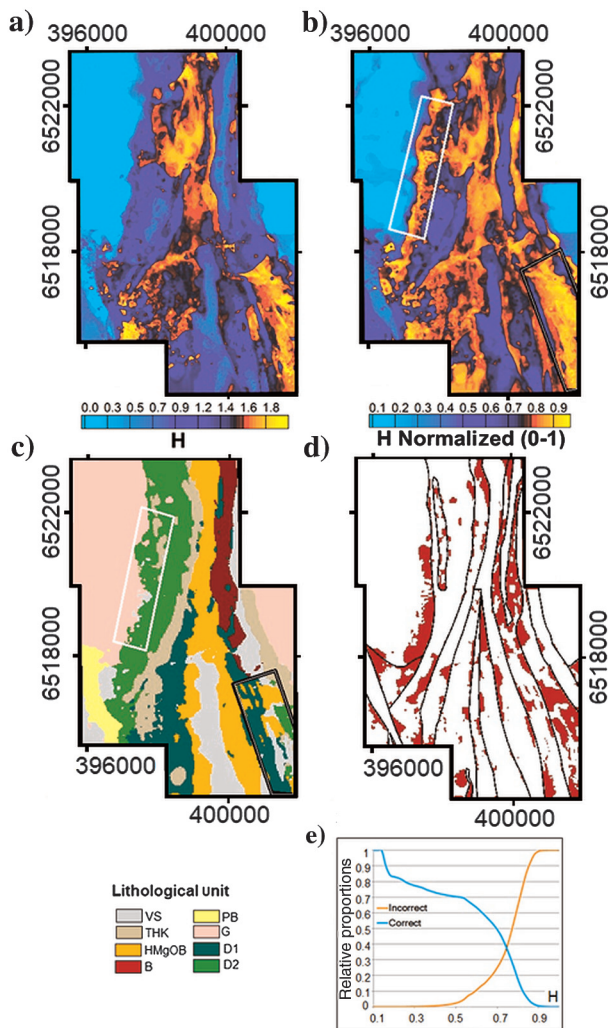 a)
b)
396000 400000
396000 400000
6522000
6518000
6522000
6518000
0.0 0.3 0.5 0.7 0.9 1.2 1.4 1.6 1.8
H
0.1 0.2 0.3 0.4 0.5 0.6 0.7 0.8 0.9
H Normalized (0-1)
c)
d)
6522000
6518000
6522000
6518000
396000
400000
396000
400000
Lithological unit
VS
THK
HMgOB
B
PB
G
D1
D2
e)
Relative proportions
1
0.9
0.8
0.7
0.6
0.5
0.4
0.3
0.2
0.1
0
Incorrect
Correct
H
0.1 0.3 0.5 0.7 0.9